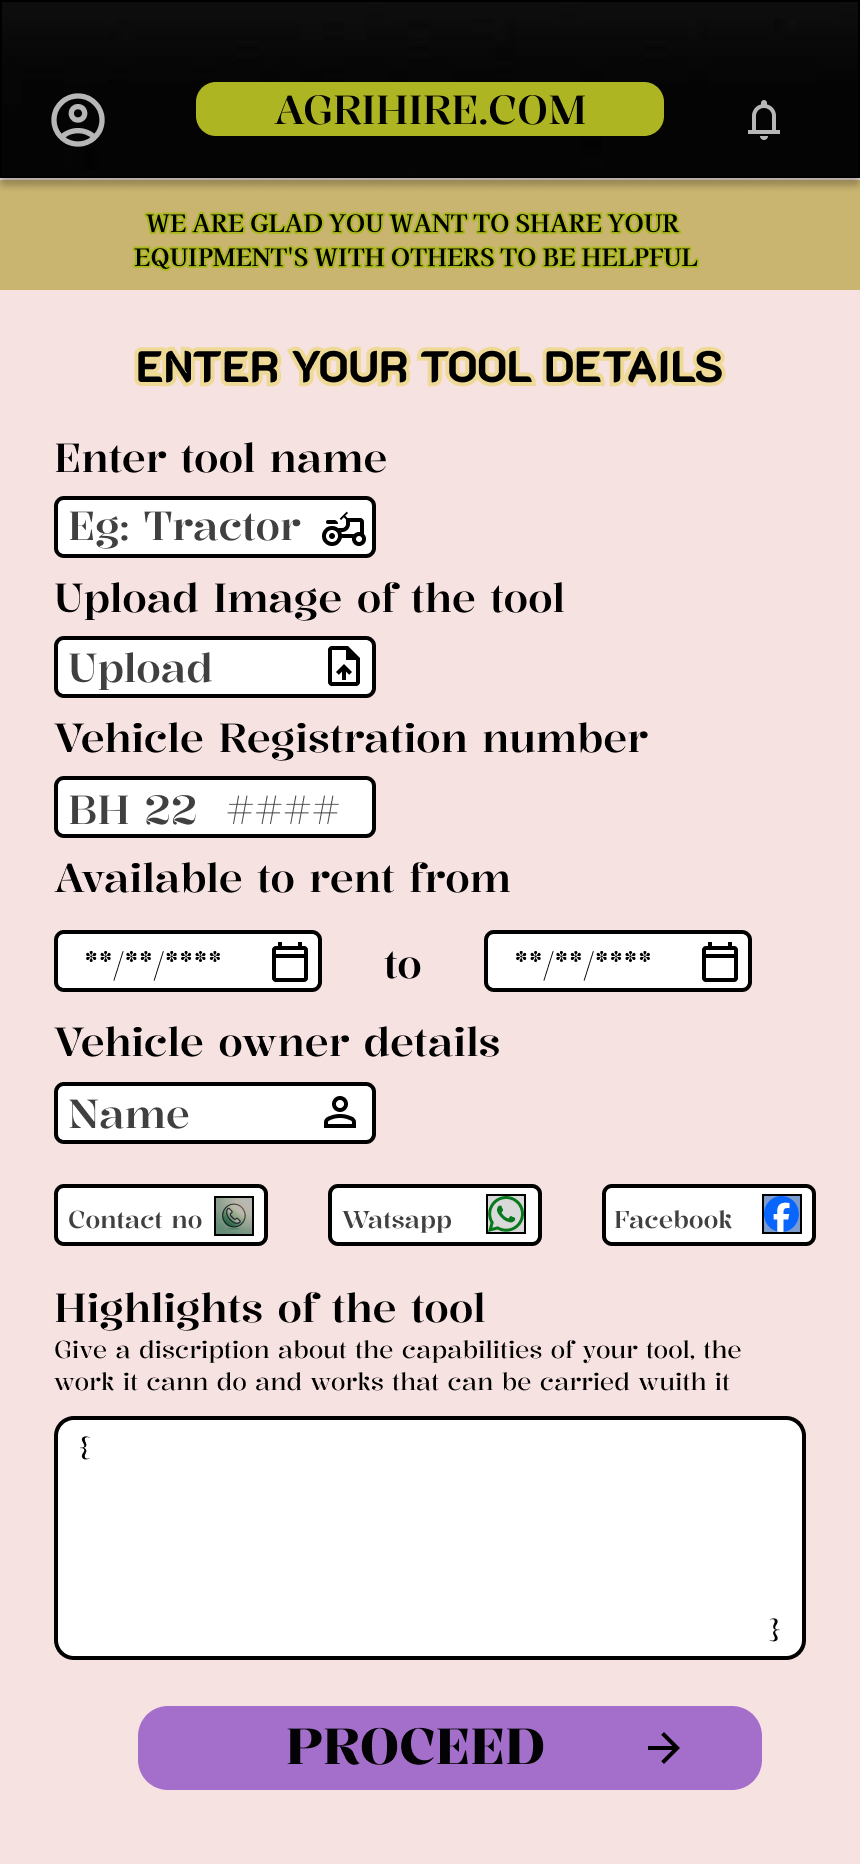 AGRIHIRE.COM
WE ARE GLAD YOU WANT TO SHARE YOUR
EQUIPMENT'S WITH OTHERS TO BE HELPFUL
ENTER YOUR TOOL DETAILS
Enter tool name
Eg: Tractor
Upload Image of the tool
Upload
Vehicle Registration number
BH 22 ####
Available to rent from
**/**/**** to **/**/****
Vehicle owner details
Name
Contact no Watsapp Facebook
Highlights of the tool
Give a discription about the capabilities of your tool, the
work it cann do and works that can be carried wuith it
{
}
PROCEED